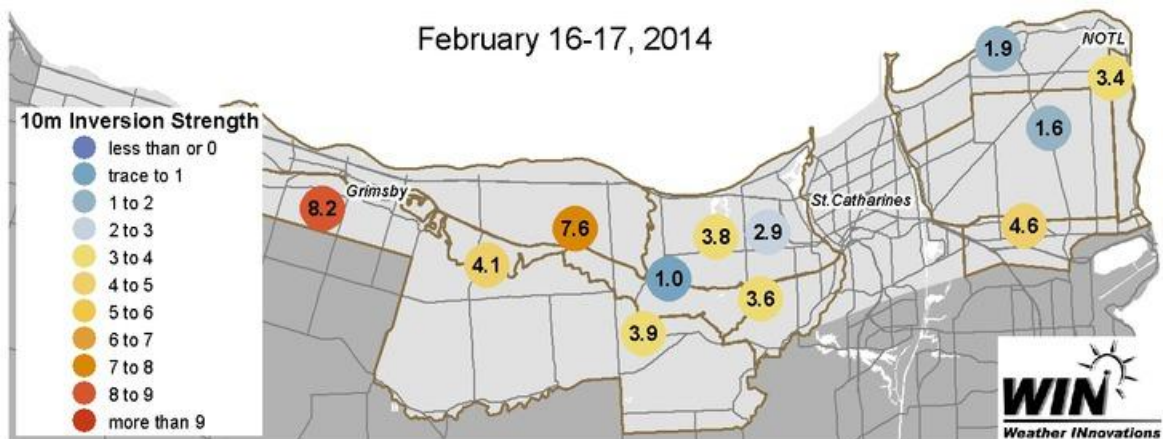 February 16-17, 2014
10m Inversion Strength
less than or 0
trace to 1
1 to 2
2 to 3
3 to 4
4 to 5
5 to 6
6 to 7
7 to 8
8 to 9
more than 9
1.9
NOTL
3.4
1.6
Grimsby
8.2
St.Catharines
7.6
3.8
2.9
4.6
4.1
1.0
3.6
3.9
WIN
Weather INnovations